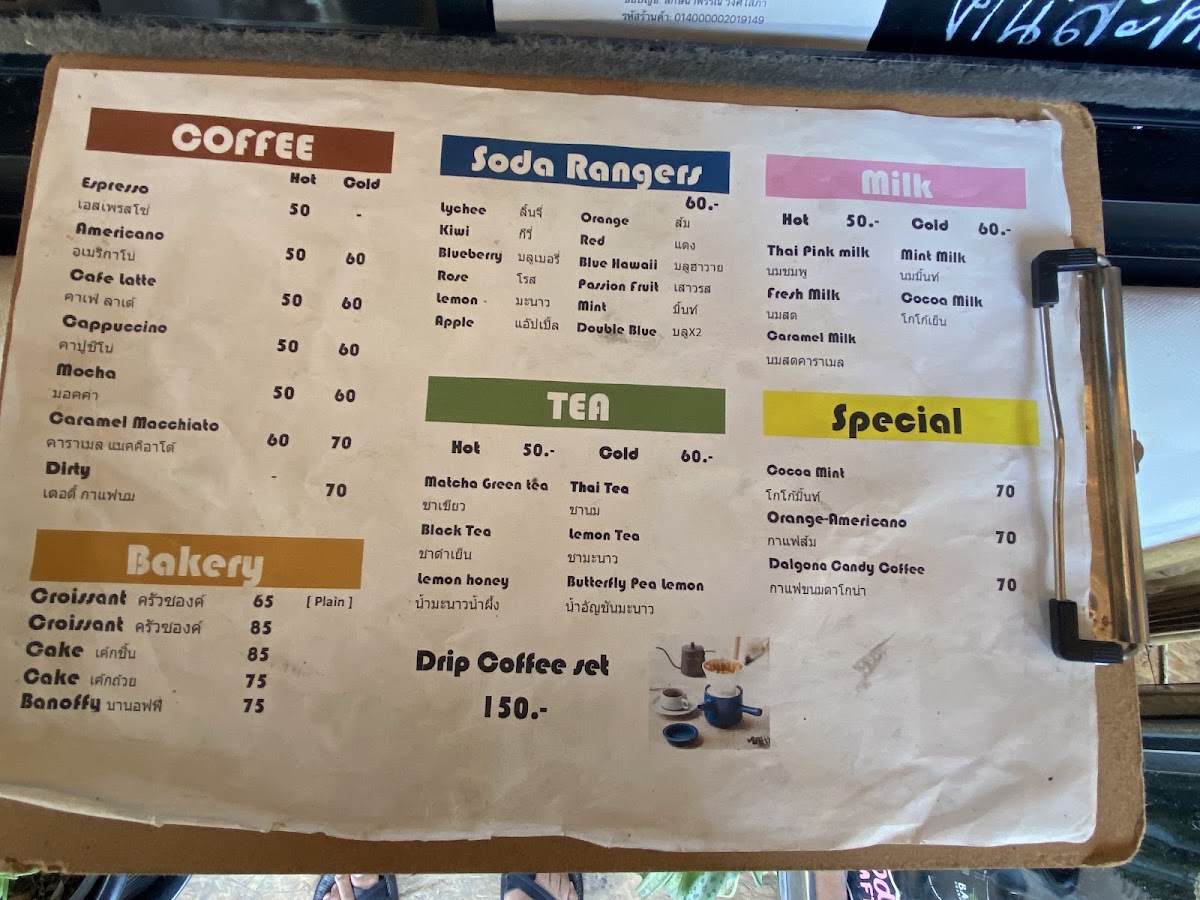 รหัสร้านค้า: 014000002019149
COFFEE
Hot Cold
Espresso
เอสเพรสโซ่ 50 -
Americano
อเมริกาโน่ 50 60
Cafe Latte
คาเฟ่ ลาเต้ 50 60
Cappuccino
คาปูชิโน่ 50 60
Mocha
มอคค่า 50 60
Caramel Macchiato
คาราเมล แมคคิอาโต้ 60 70
Dirty
เดอตี้ กาแฟนม - 70
Bakery
Croissant ครัวซองค์ 65 [ Plain ]
Croissant ครัวซองค์ 85
Cake เค้กชิ้น 85
Cake เค้กถ้วย 75
Banoffy บานอฟฟี่ 75
Soda Rangers
60.-
Lychee ลิ้นจี่
Kiwi กีวี่
Blueberry บลูเบอรี่
Rose โรส
Lemon มะนาว
Apple แอ๊ปเปิ้ล
Orange ส้ม
Red แดง
Blue Hawaii บลูฮาวาย
Passion Fruit เสาวรส
Mint มิ้นท์
Double Blue บลูX2
TEA
Hot 50.- Cold 60.-
Matcha Green tea
ชาเขียว
Black Tea
ชาดำเย็น
Lemon honey
น้ำมะนาวน้ำผึ้ง
Thai Tea
ชานม
Lemon Tea
ชามะนาว
Butterfly Pea Lemon
น้ำอัญชันมะนาว
Drip Coffee set
150.-
Milk
Hot 50.- Cold 60.-
Thai Pink milk
นมชมพู
Fresh Milk
นมสด
Caramel Milk
นมสดคาราเมล
Mint Milk
นมมิ้นท์
Cocoa Milk
โกโก้เย็น
Special
Cocoa Mint
โกโก้มิ้นท์ 70
Orange-Americano
กาแฟส้ม 70
Dalgona Candy Coffee
กาแฟขนมดาโกน่า 70